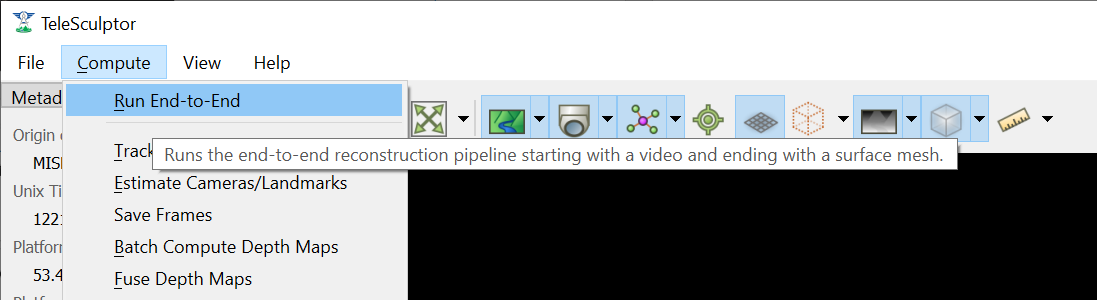 TeleSculptor
File Compute View Help
Metad
Run End-to-End
Origin
Track
Runs the end-to-end reconstruction pipeline starting with a video and ending with a surface mesh.
Estimate Cameras/Landmarks
Unix Ti
Save Frames
1221
Platform
Batch Compute Depth Maps
53.4
Fuse Depth Maps